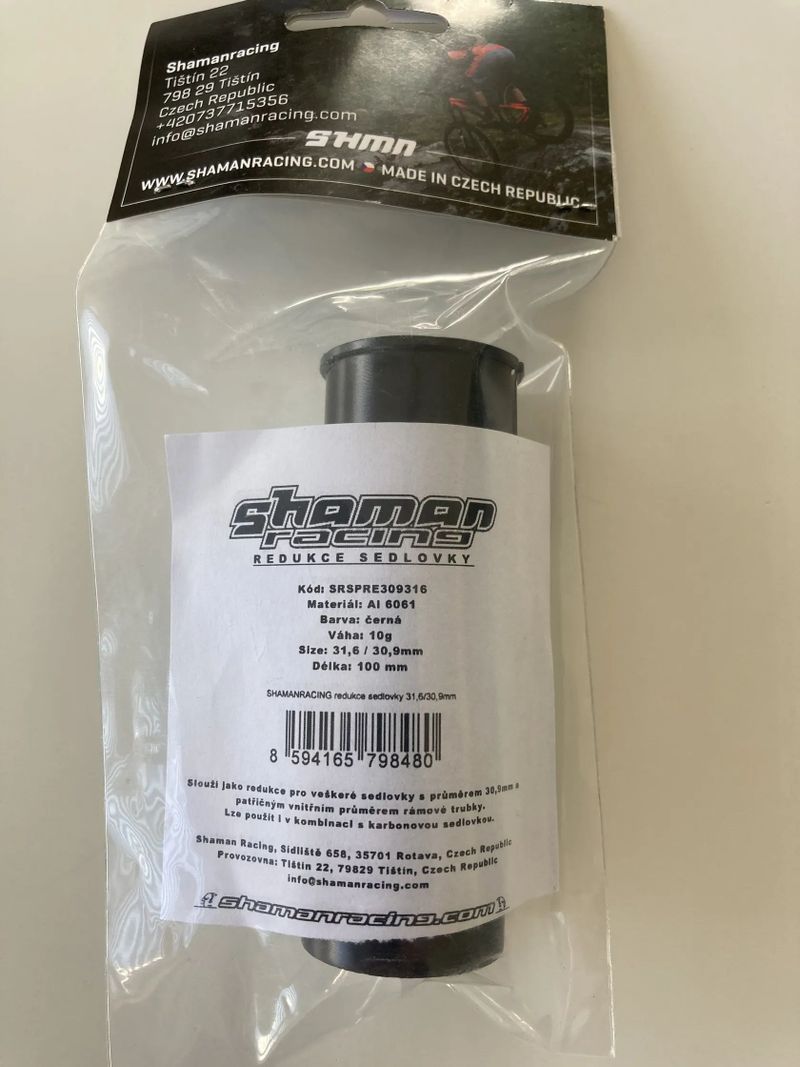 Shamanracing
Tištín 22
798 29 Tištín
Czech Republic
+420737715356
info@shamanracing.com
SHMN
WWW.SHAMANRACING.COM MADE IN CZECH REPUBLIC
shaman
racing
REDUKCE SEDLOVKY
Kód: SRSPRE309316
Materiál: Al 6061
Barva: černá
Váha: 10g
Size: 31,6 / 30,9mm
Délka: 100 mm
SHAMANRACING redukce sedlovky 31,6/30,9mm
8 594165 798480
Slouží jako redukce pro veškeré sedlovky s průměrem 30,9mm a
patřičným vnitřním průměrem rámové trubky.
Lze použít i v kombinaci s karbonovou sedlovkou.
Shaman Racing, Sídliště 658, 35701 Rotava, Czech Republic
Provozovna: Tištín 22, 79829 Tištín, Czech Republic
info@shamanracing.com
shamanracing.com